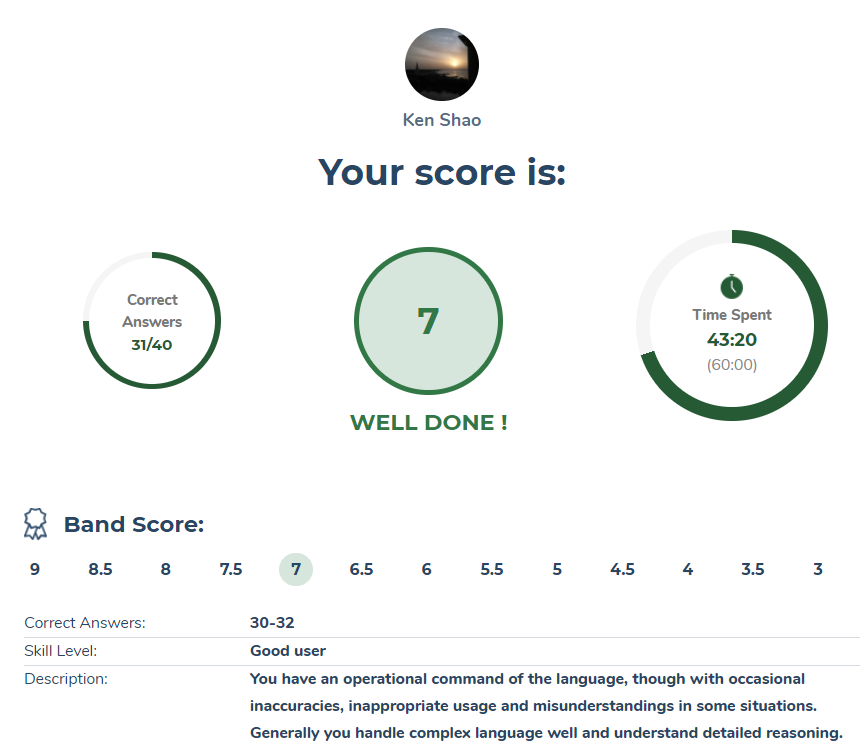 Ken Shao
Your score is:
Correct
Answers
31/40
7
WELL DONE !
Time Spent
43:20
(60:00)
Band Score:
9 8.5 8 7.5 7 6.5 6 5.5 5 4.5 4 3.5 3
Correct Answers: 30-32
Skill Level: Good user
Description: You have an operational command of the language, though with occasional
inaccuracies, inappropriate usage and misunderstandings in some situations.
Generally you handle complex language well and understand detailed reasoning.